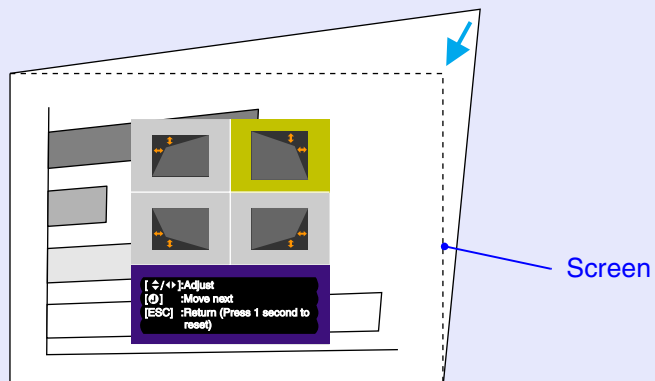 [ ▲▼/◀▶ ]:Adjust
[⏎] :Move next
[ESC] :Return (Press 1 second to
reset)
Screen